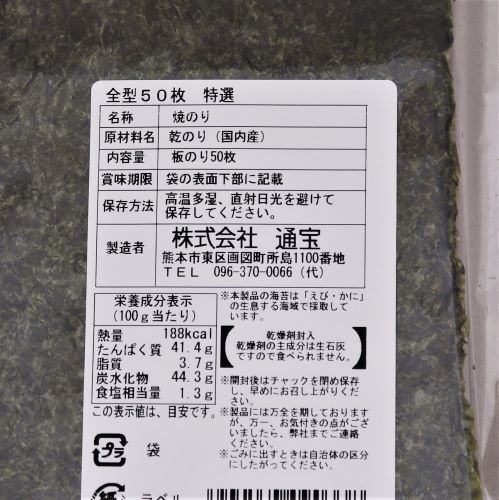 全型50枚 特選
名称 焼のり
原材料名 乾のり（国内産）
内容量 板のり50枚
賞味期限 袋の表面下部に記載
保存方法 高温多湿、直射日光を避けて
保存してください。
製造者 株式会社 通宝
熊本市東区画図町所島1100番地
TEL 096-370-0066（代）
栄養成分表示
(100g当たり)
熱量 188kcal
たんぱく質 41.4g
脂質 3.7g
炭水化物 44.3g
食塩相当量 1.3g
この表示値は、目安です。
プラ 袋
紙 ラベル
※本製品の海苔は「えび・かに」
の生息する海域で採取して
います。
乾燥剤封入
乾燥剤の主成分は生石灰
ですので食べられません。
※開封後はチャックを閉め保存
し、早めにお召し上がりくだ
さい。
※製品には万全を期しております
が、万一、お気付きの点がござ
いましたら、弊社までご連絡
ください。
※ごみに出すときは自治体の区分
にしたがってください。